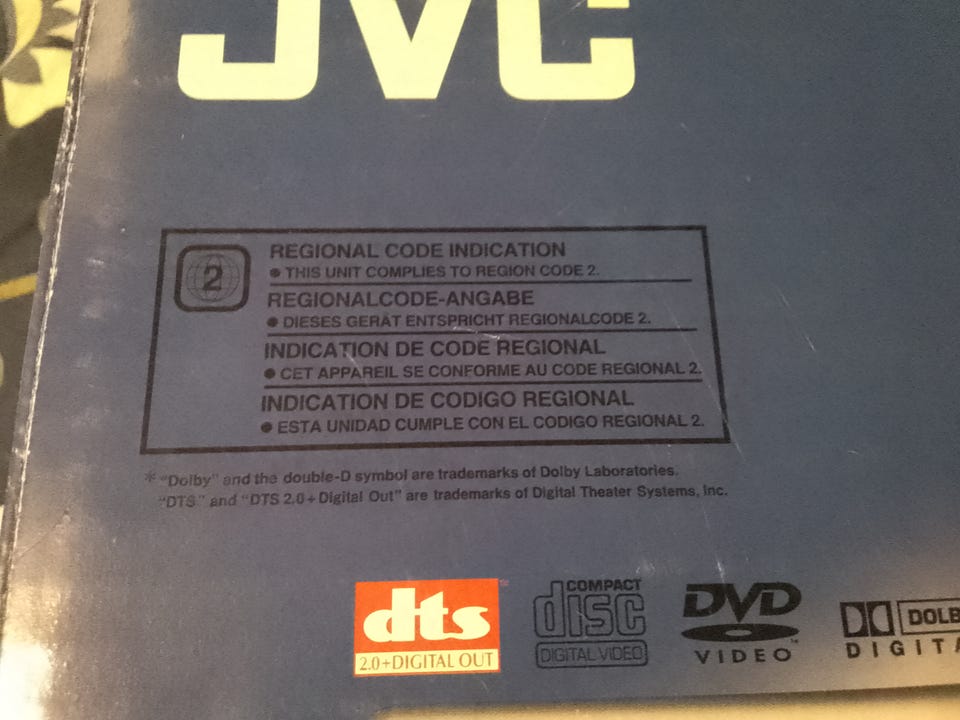 JVC
2
REGIONAL CODE INDICATION
● THIS UNIT COMPLIES TO REGION CODE 2.
REGIONALCODE-ANGABE
● DIESES GERÄT ENTSPRICHT REGIONALCODE 2.
INDICATION DE CODE REGIONAL
● CET APPAREIL SE CONFORME AU CODE REGIONAL 2.
INDICATION DE CODIGO REGIONAL
● ESTA UNIDAD CUMPLE CON EL CODIGO REGIONAL 2.
* "Dolby" and the double-D symbol are trademarks of Dolby Laboratories.
"DTS" and "DTS 2.0+Digital Out" are trademarks of Digital Theater Systems, Inc.
dts™
2.0+DIGITAL OUT
COMPACT
disc
DIGITAL VIDEO
DVD
VIDEO™
DOLB
DIGITA